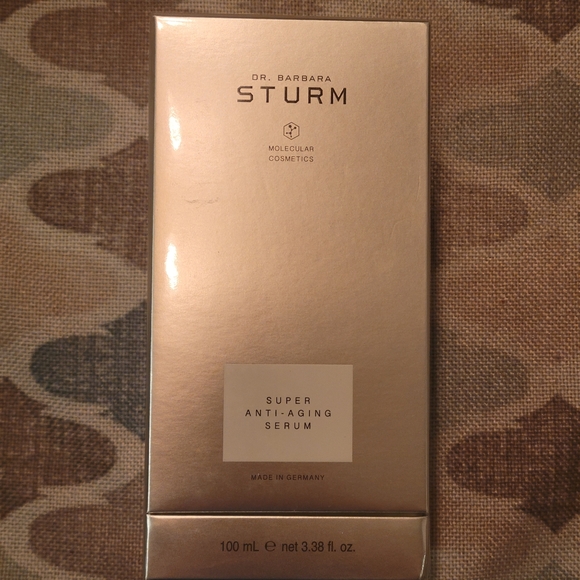 DR. BARBARA
STURM
MOLECULAR
COSMETICS
SUPER
ANTI-AGING
SERUM
MADE IN GERMANY
100 mL ℮ net 3.38 fl. oz.